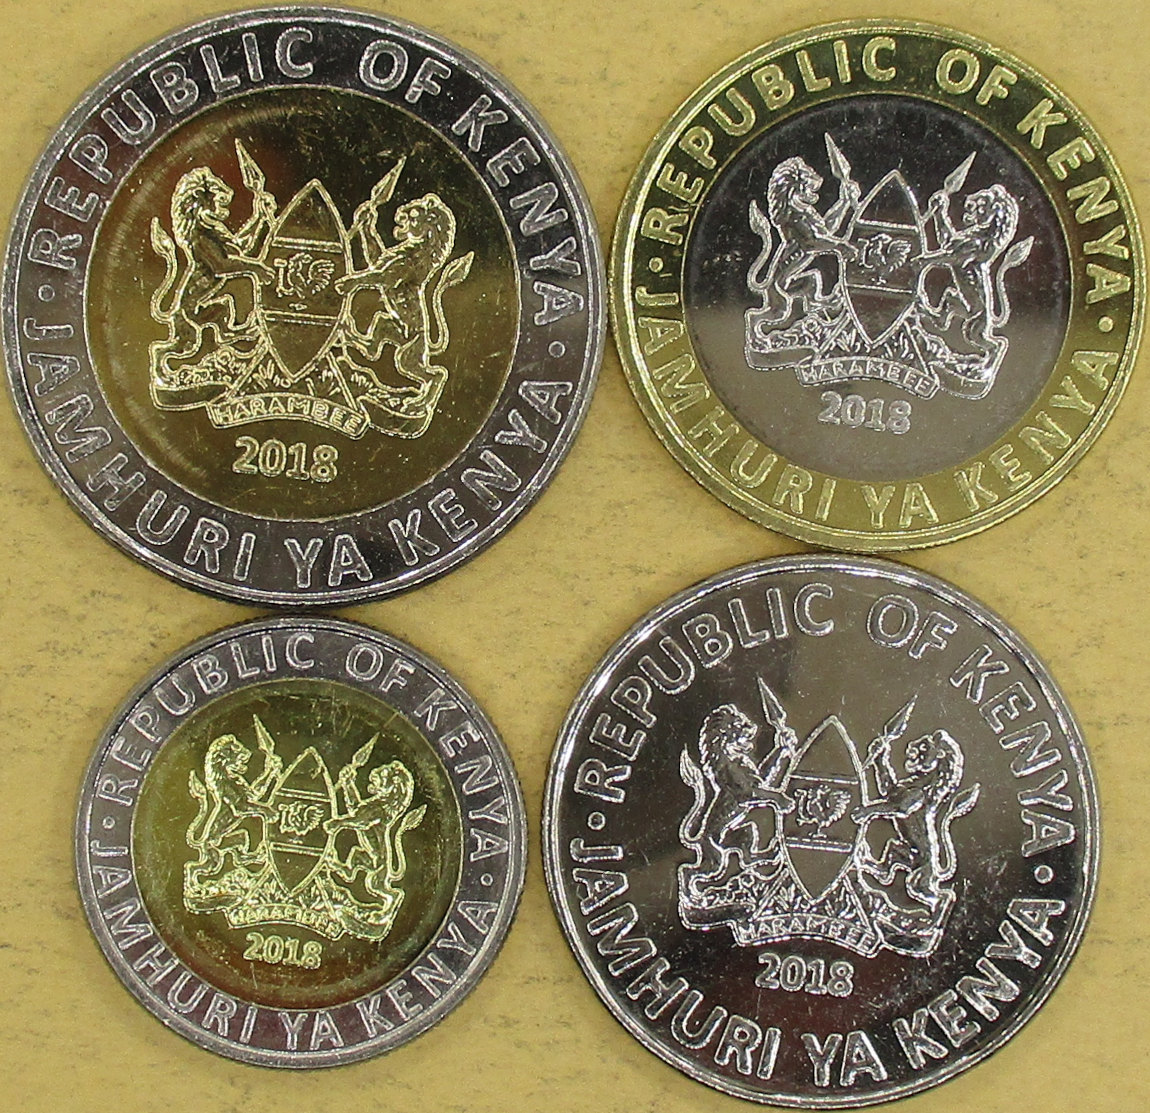 REPUBLIC OF KENYA
HARAMBEE
2018
· JAMHURI YA KENYA ·
REPUBLIC OF KENYA
HARAMBEE
2018
· JAMHURI YA KENYA ·
REPUBLIC OF KENYA
HARAMBEE
2018
· JAMHURI YA KENYA ·
REPUBLIC OF KENYA
HARAMBEE
2018
· JAMHURI YA KENYA ·